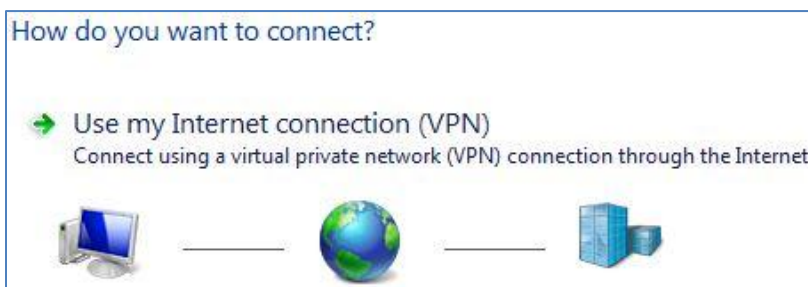 How do you want to connect?
Use my Internet connection (VPN)
Connect using a virtual private network (VPN) connection through the Internet